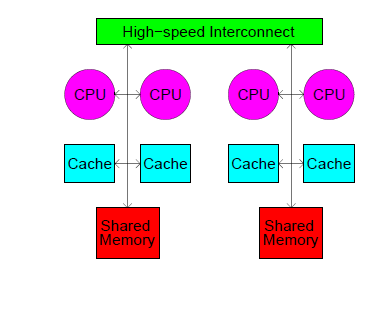 High-speed Interconnect
CPU CPU CPU CPU
Cache Cache Cache Cache
Shared Shared
Memory Memory